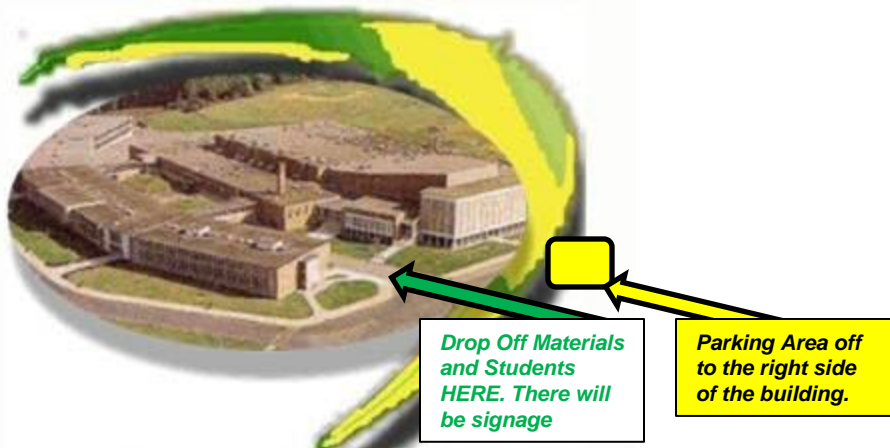 Drop Off Materials
and Students
HERE. There will
be signage
Parking Area off
to the right side
of the building.